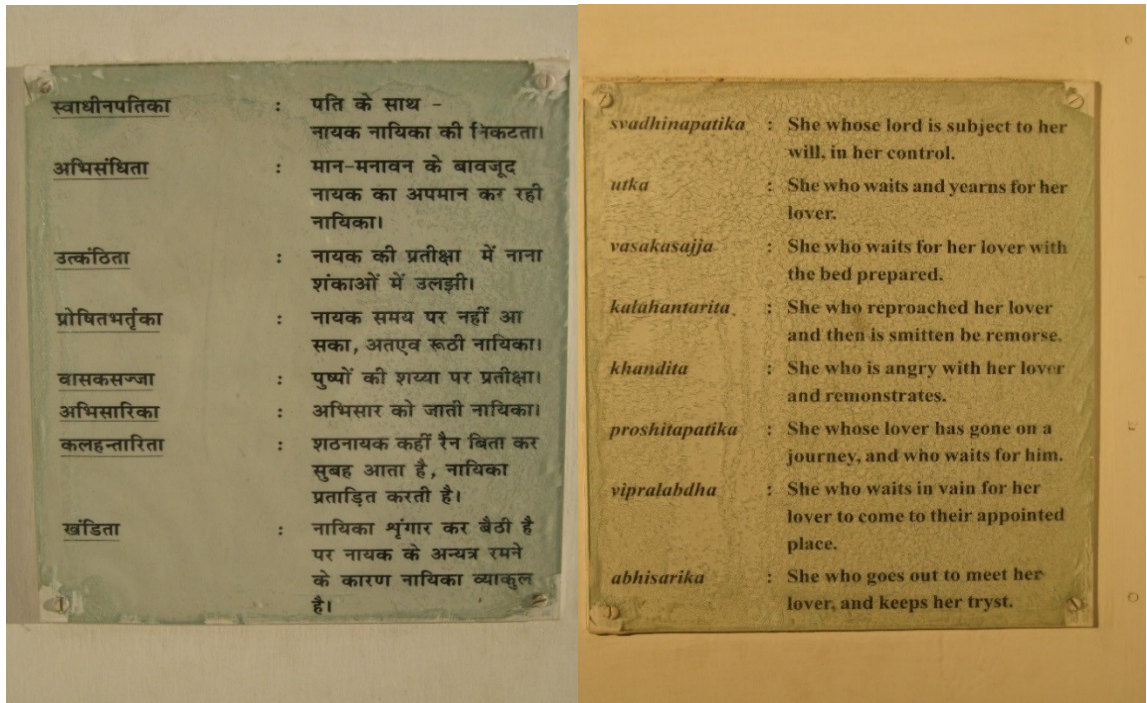 स्वाधीनपतिका : पति के साथ -
नायक नायिका की निकटता।
अभिसंधिता : मान-मनावन के बावजूद
नायक का अपमान कर रही
नायिका।
उत्कंठिता : नायक की प्रतीक्षा में नाना
शंकाओं में उलझी।
प्रोषितभर्तृका : नायक समय पर नहीं आ
सका, अतएव रूठी नायिका।
वासकसज्जा : पुष्पों की शय्या पर प्रतीक्षा।
अभिसारिका : अभिसार को जाती नायिका।
कलहन्तारिता : शठनायक कहीं रैन बिता कर
सुबह आता है, नायिका
प्रताड़ित करती है।
खंडिता : नायिका शृंगार कर बैठी है
पर नायक के अन्यत्र रमने
के कारण नायिका व्याकुल
है।
svadhinapatika : She whose lord is subject to her
will, in her control.
utka : She who waits and yearns for her
lover.
vasakasajja : She who waits for her lover with
the bed prepared.
kalahantarita : She who reproached her lover
and then is smitten be remorse.
khandita : She who is angry with her lover
and remonstrates.
proshitapatika : She whose lover has gone on a
journey, and who waits for him.
vipralabdha : She who waits in vain for her
lover to come to their appointed
place.
abhisarika : She who goes out to meet her
lover, and keeps her tryst.